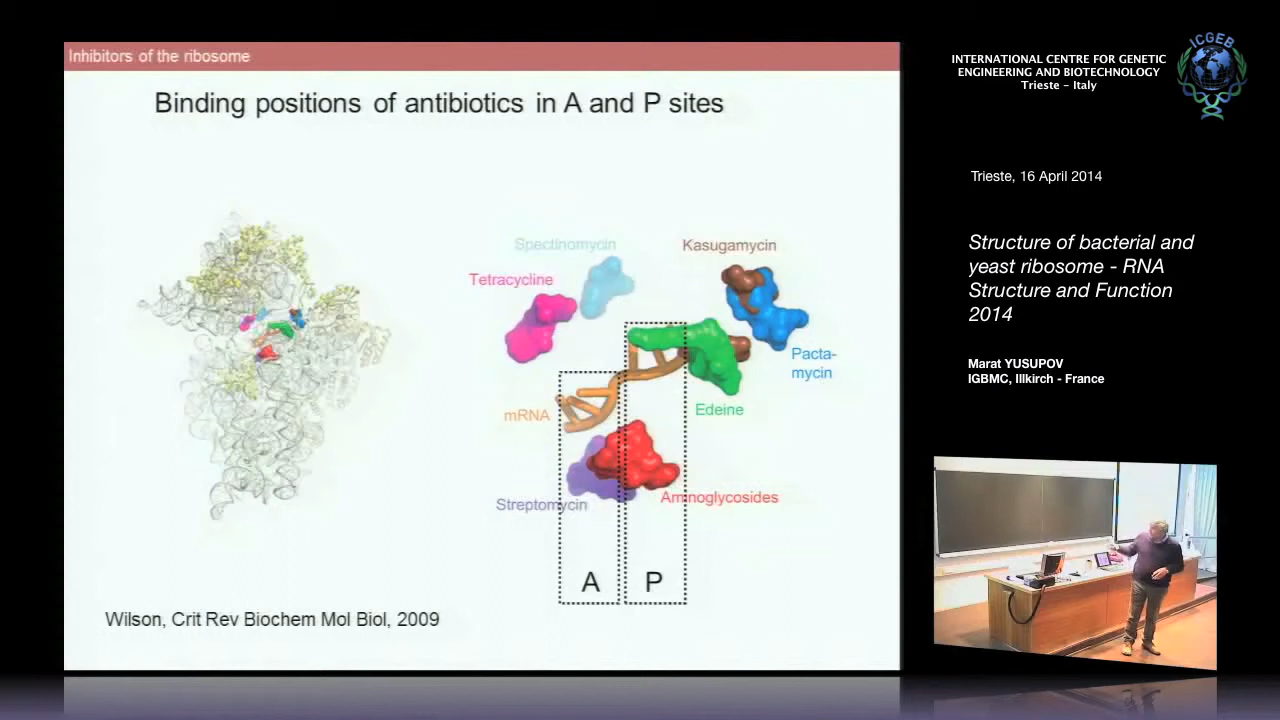 Inhibitors of the ribosome
Binding positions of antibiotics in A and P sites
Spectinomycin
Kasugamycin
Tetracycline
Pacta-
mycin
mRNA
Edeine
Streptomycin
Aminoglycosides
A
P
Wilson, Crit Rev Biochem Mol Biol, 2009
INTERNATIONAL CENTRE FOR GENETIC
ENGINEERING AND BIOTECHNOLOGY
Trieste - Italy
ICGEB
Trieste, 16 April 2014
Structure of bacterial and
yeast ribosome - RNA
Structure and Function
2014
Marat YUSUPOV
IGBMC, Illkirch - France